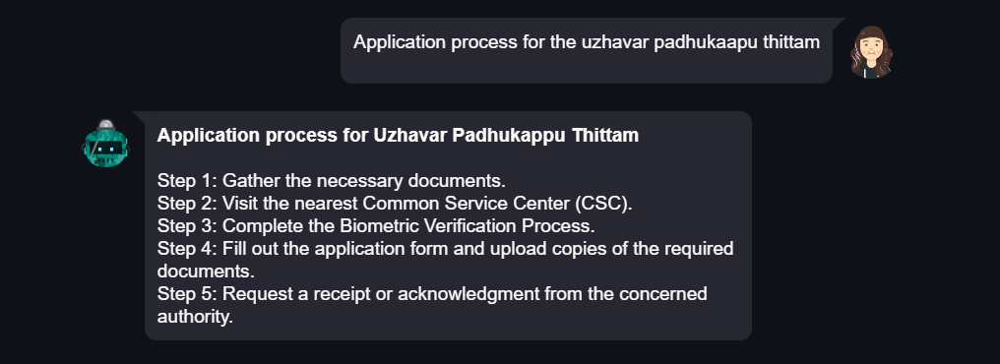 Application process for the uzhavar padhukaapu thittam
Application process for Uzhavar Padhukappu Thittam
Step 1: Gather the necessary documents.
Step 2: Visit the nearest Common Service Center (CSC).
Step 3: Complete the Biometric Verification Process.
Step 4: Fill out the application form and upload copies of the required
documents.
Step 5: Request a receipt or acknowledgment from the concerned
authority.